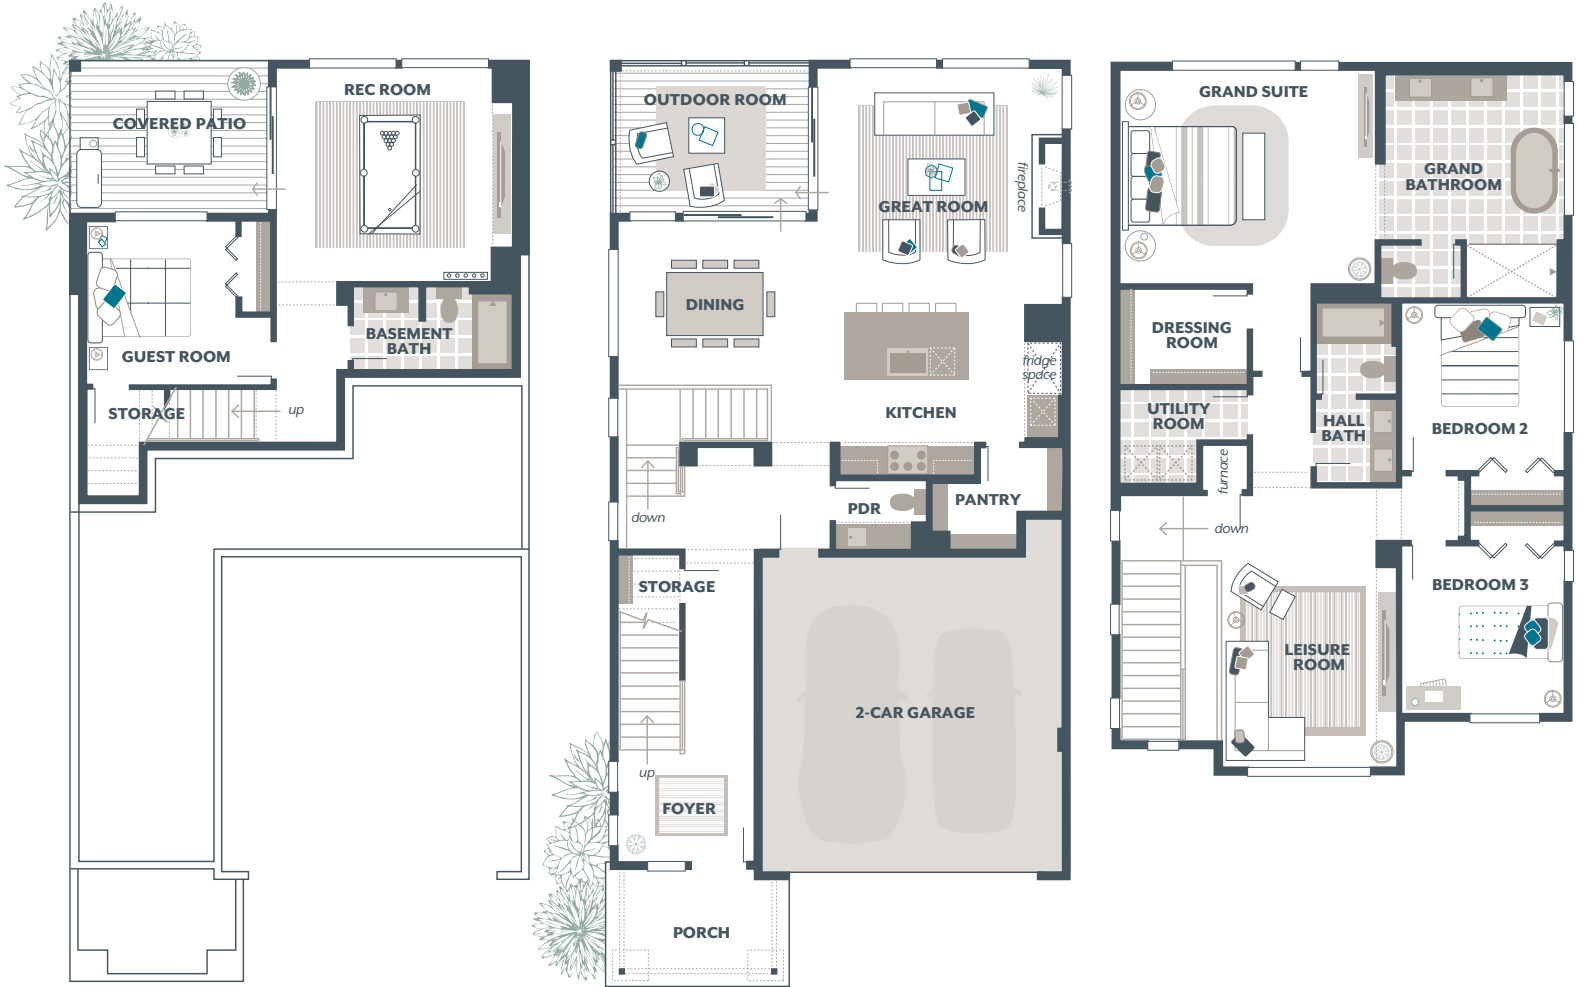 REC ROOM
COVERED PATIO
BASEMENT
BATH
GUEST ROOM
STORAGE
up
OUTDOOR ROOM
fireplace
GREAT ROOM
DINING
fridge
space
KITCHEN
PANTRY
PDR
down
STORAGE
2-CAR GARAGE
up
FOYER
PORCH
GRAND SUITE
GRAND
BATHROOM
DRESSING
ROOM
UTILITY
ROOM
HALL
BATH
BEDROOM 2
furnace
down
BEDROOM 3
LEISURE
ROOM